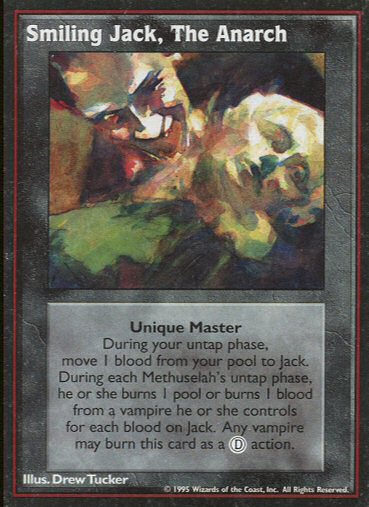 Smiling Jack, The Anarch
Unique Master
During your untap phase,
move 1 blood from your pool to Jack.
During each Methuselah's untap phase,
he or she burns 1 pool or burns 1 blood
from a vampire he or she controls
for each blood on Jack. Any vampire
may burn this card as a Ⓓ action.
Illus. Drew Tucker
© 1995 Wizards of the Coast, Inc. All Rights Reserved.